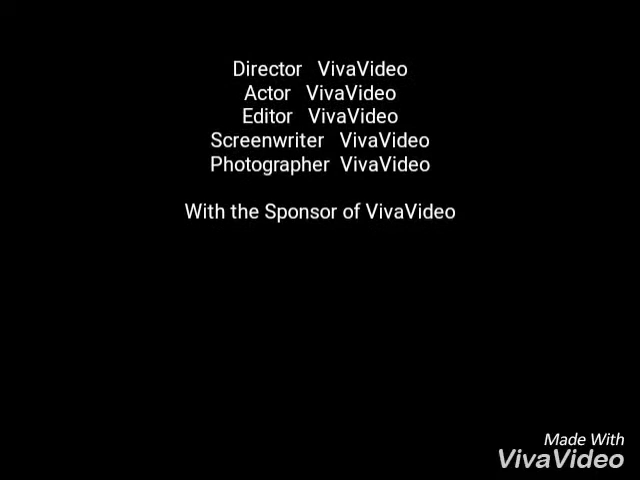 Director VivaVideo
Actor VivaVideo
Editor VivaVideo
Screenwriter VivaVideo
Photographer VivaVideo
With the Sponsor of VivaVideo
Made With
VivaVideo